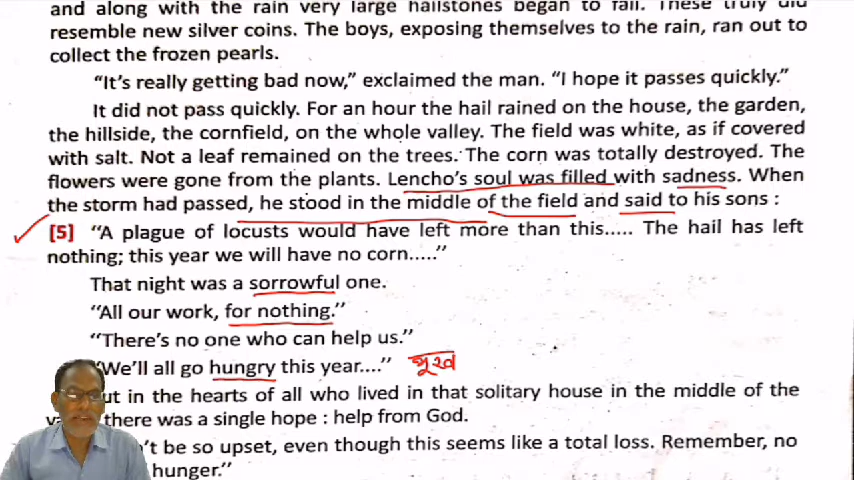 and along with the rain very large hailstones began to fall. These truly did
resemble new silver coins. The boys, exposing themselves to the rain, ran out to
collect the frozen pearls.
“It’s really getting bad now,” exclaimed the man. “I hope it passes quickly.”
It did not pass quickly. For an hour the hail rained on the house, the garden,
the hillside, the cornfield, on the whole valley. The field was white, as if covered
with salt. Not a leaf remained on the trees. The corn was totally destroyed. The
flowers were gone from the plants. Lencho’s soul was filled with sadness. When
the storm had passed, he stood in the middle of the field and said to his sons :
[5] “A plague of locusts would have left more than this..... The hail has left
nothing; this year we will have no corn.....”
That night was a sorrowful one.
“All our work, for nothing.”
“There’s no one who can help us.”
“We’ll all go hungry this year....” भूख
ut in the hearts of all who lived in that solitary house in the middle of the
there was a single hope : help from God.
’t be so upset, even though this seems like a total loss. Remember, no
hunger.”